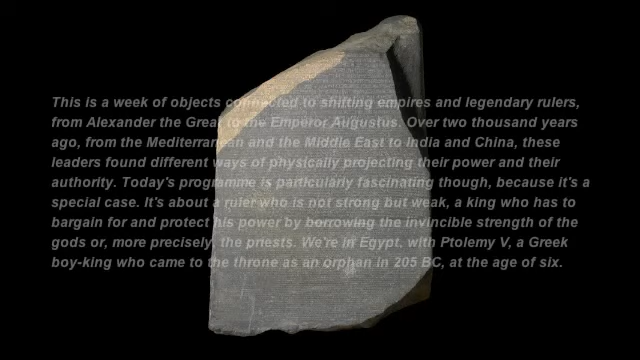 This is a week of objects connected to shifting empires and legendary rulers,
from Alexander the Great to the Emperor Augustus. Over two thousand years
ago, from the Mediterranean and the Middle East to India and China, these
leaders found different ways of physically projecting their power and their
authority. Today's programme is particularly fascinating though, because it's a
special case. It's about a ruler who is not strong but weak, a king who has to
bargain for and protect his power by borrowing the invincible strength of the
gods or, more precisely, the priests. We're in Egypt, with Ptolemy V, a Greek
boy-king who came to the throne as an orphan in 205 BC, at the age of six.